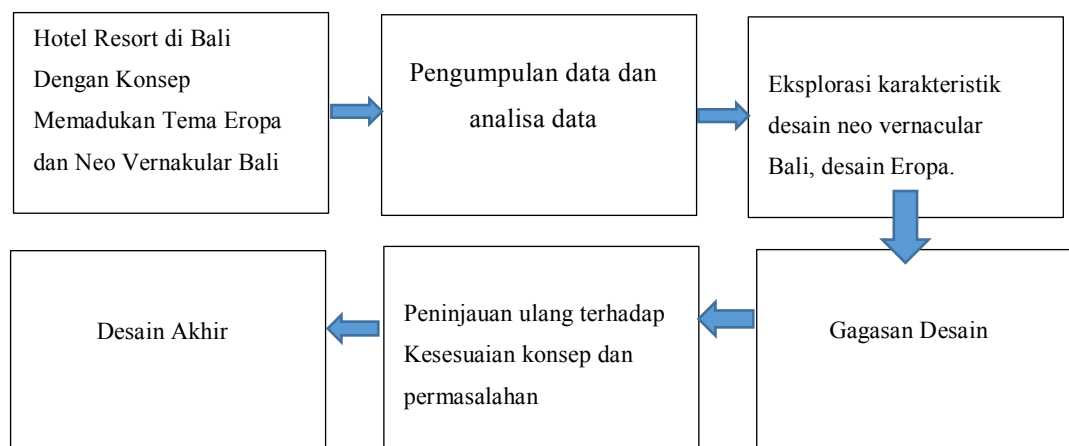 Hotel Resort di Bali
Dengan Konsep
Memadukan Tema Eropa
dan Neo Vernakular Bali
Pengumpulan data dan
analisa data
Eksplorasi karakteristik
desain neo vernacular
Bali, desain Eropa.
Gagasan Desain
Peninjauan ulang terhadap
Kesesuaian konsep dan
permasalahan
Desain Akhir